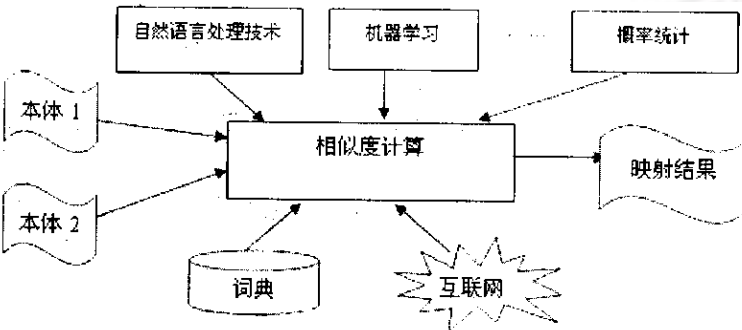 自然语言处理技术
机器学习
概率统计
本体 1
相似度计算
映射结果
本体 2
词典
互联网